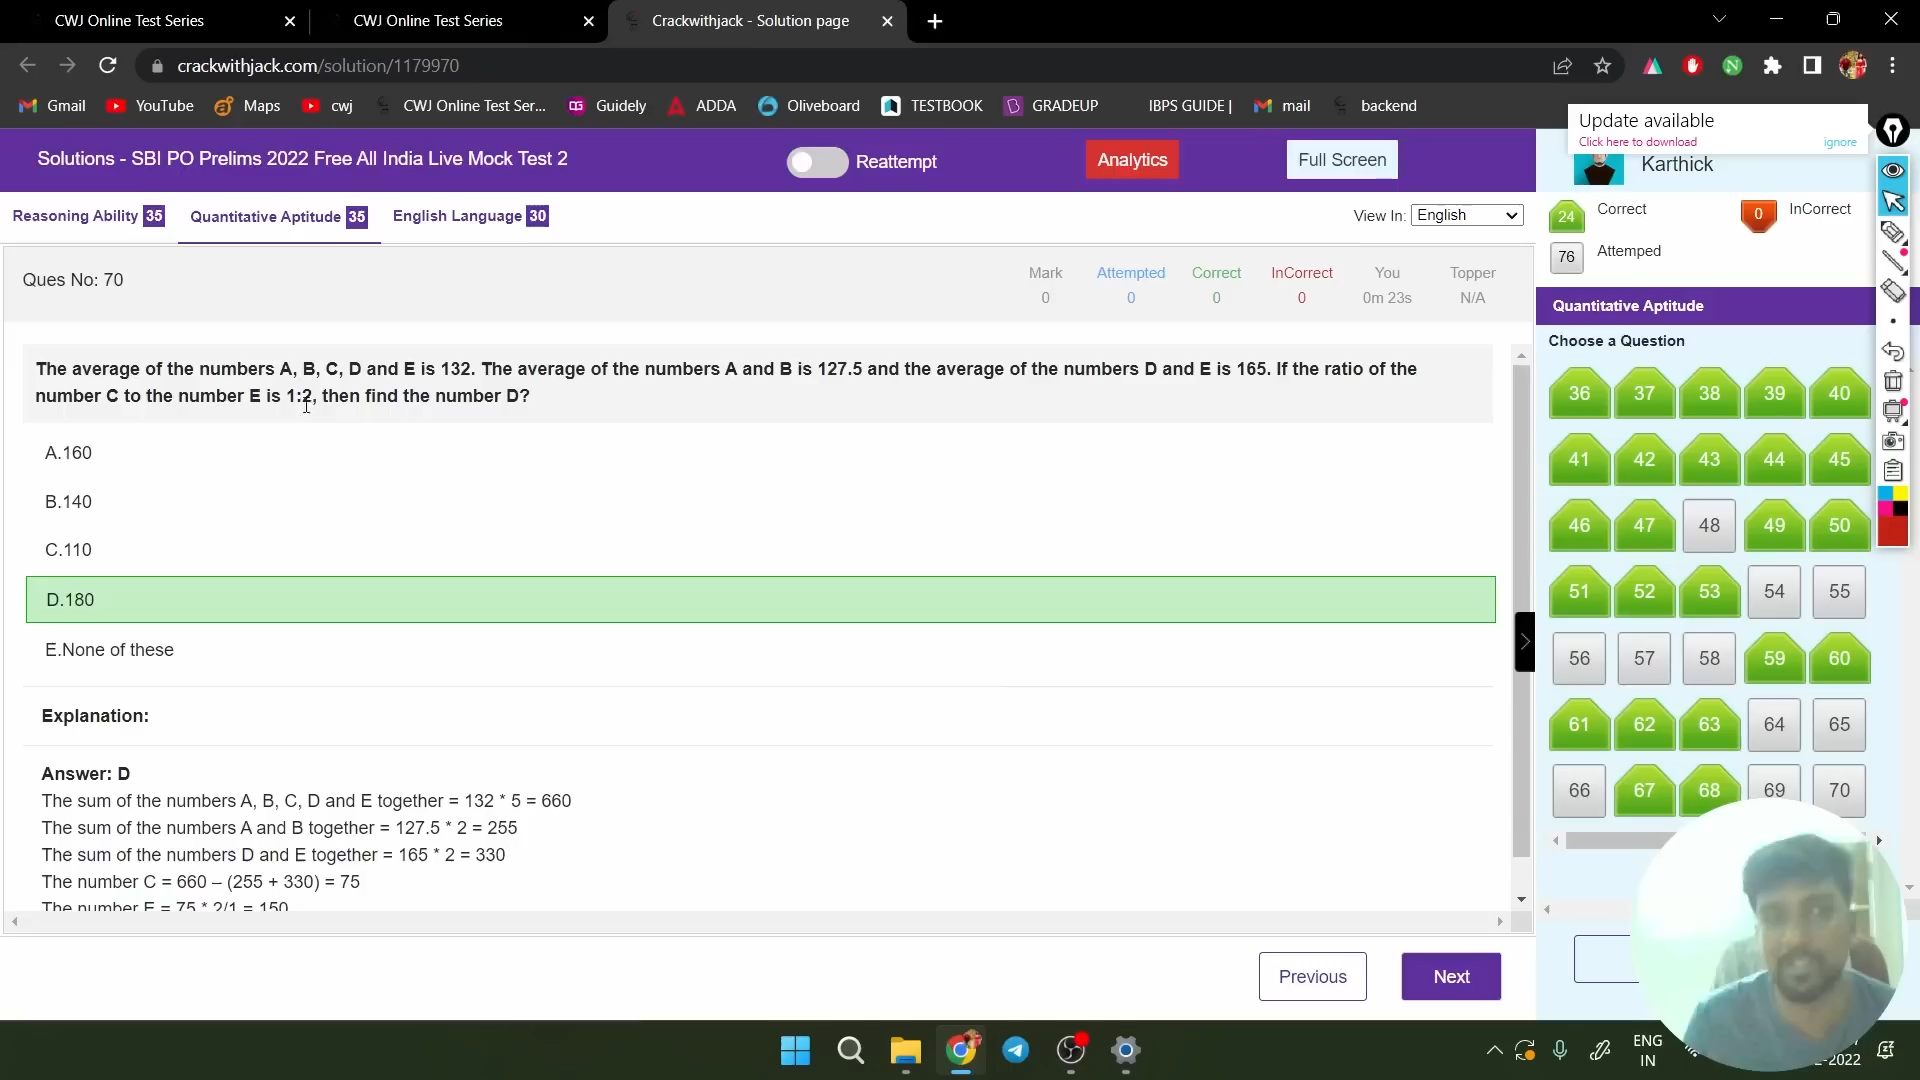 CWJ Online Test Series
CWJ Online Test Series
Crackwithjack - Solution page
crackwithjack.com/solution/1179970
Gmail
YouTube
Maps
cwj
CWJ Online Test Ser...
Guidely
ADDA
Oliveboard
TESTBOOK
GRADEUP
IBPS GUIDE |
mail
backend
Update available
Click here to download
ignore
Solutions - SBI PO Prelims 2022 Free All India Live Mock Test 2
Reattempt
Analytics
Full Screen
Karthick
Reasoning Ability 35
Quantitative Aptitude 35
English Language 30
View In: English
24 Correct
0 InCorrect
76 Attemped
Ques No: 70
Mark Attempted Correct InCorrect You Topper
0 0 0 0 0m 23s N/A
Quantitative Aptitude
Choose a Question
The average of the numbers A, B, C, D and E is 132. The average of the numbers A and B is 127.5 and the average of the numbers D and E is 165. If the ratio of the
number C to the number E is 1:2, then find the number D?
A.160
B.140
C.110
D.180
E.None of these
Explanation:
Answer: D
The sum of the numbers A, B, C, D and E together = 132 * 5 = 660
The sum of the numbers A and B together = 127.5 * 2 = 255
The sum of the numbers D and E together = 165 * 2 = 330
The number C = 660 – (255 + 330) = 75
The number E = 75 * 2/1 = 150
36 37 38 39 40
41 42 43 44 45
46 47 48 49 50
51 52 53 54 55
56 57 58 59 60
61 62 63 64 65
66 67 68 69 70
Previous
Next
ENG
IN
-2022